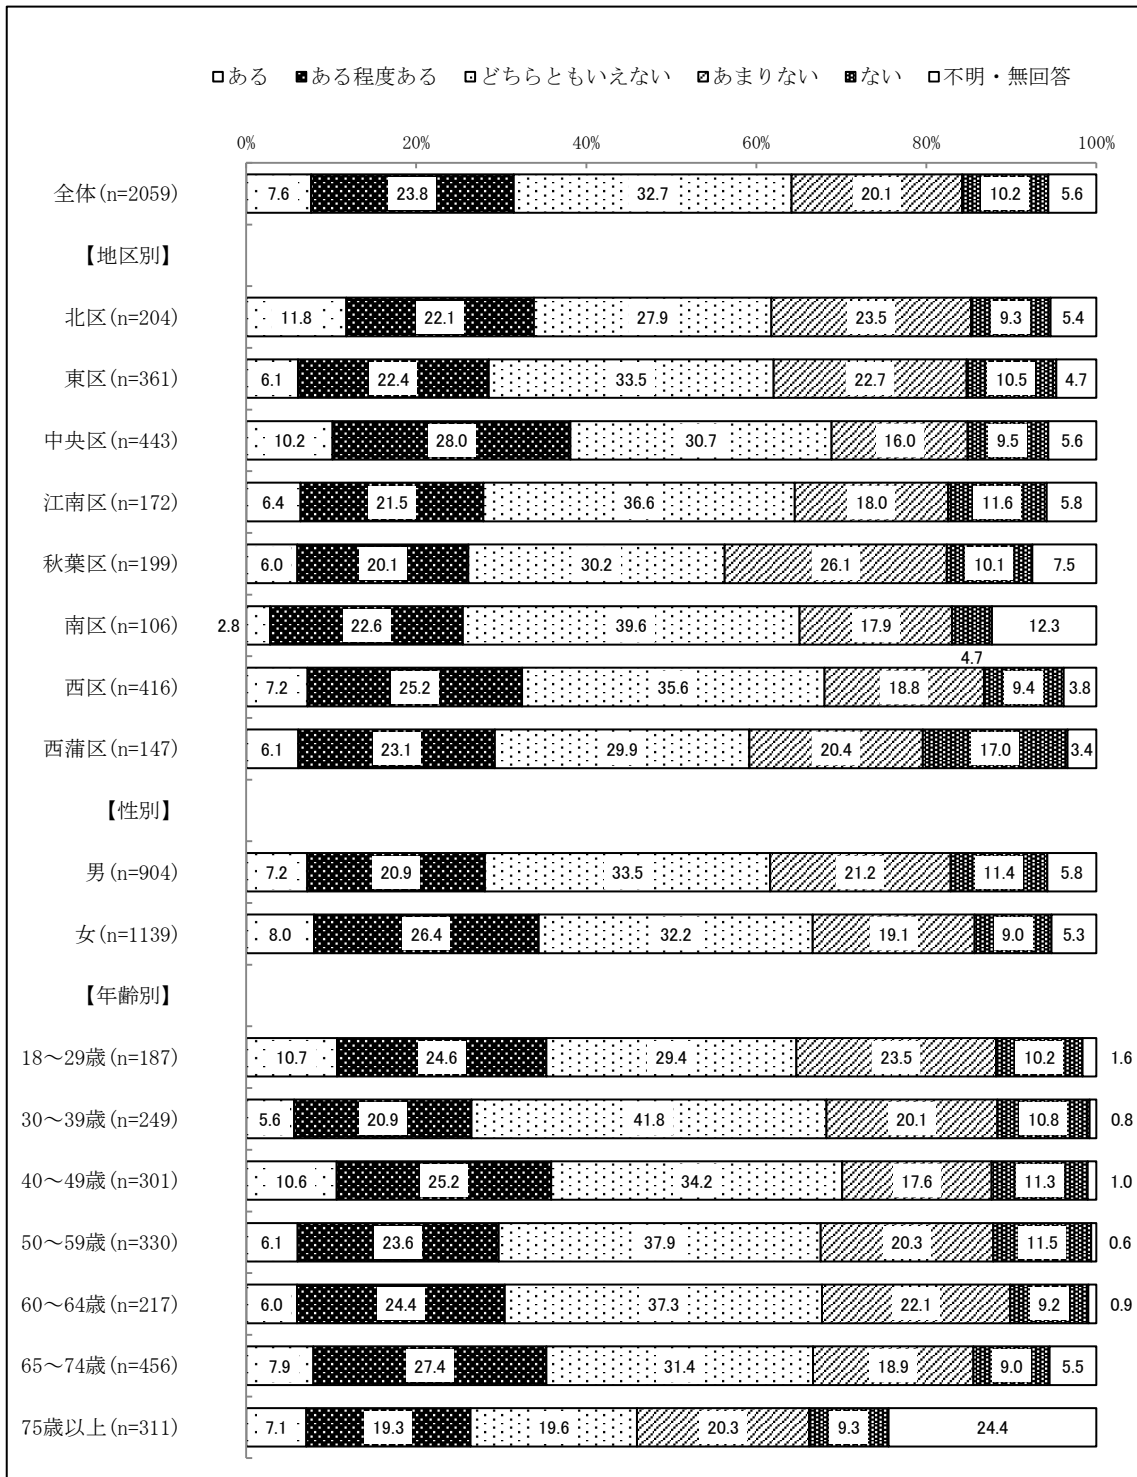 ある ある程度ある どちらともいえない あまりない ない 不明・無回答
0% 20% 40% 60% 80% 100%
全体(n=2059) 7.6 23.8 32.7 20.1 10.2 5.6
【地区別】
北区(n=204) 11.8 22.1 27.9 23.5 9.3 5.4
東区(n=361) 6.1 22.4 33.5 22.7 10.5 4.7
中央区(n=443) 10.2 28.0 30.7 16.0 9.5 5.6
江南区(n=172) 6.4 21.5 36.6 18.0 11.6 5.8
秋葉区(n=199) 6.0 20.1 30.2 26.1 10.1 7.5
南区(n=106) 2.8 22.6 39.6 17.9 12.3
4.7
西区(n=416) 7.2 25.2 35.6 18.8 9.4 3.8
西蒲区(n=147) 6.1 23.1 29.9 20.4 17.0 3.4
【性別】
男(n=904) 7.2 20.9 33.5 21.2 11.4 5.8
女(n=1139) 8.0 26.4 32.2 19.1 9.0 5.3
【年齢別】
18～29歳(n=187) 10.7 24.6 29.4 23.5 10.2 1.6
30～39歳(n=249) 5.6 20.9 41.8 20.1 10.8 0.8
40～49歳(n=301) 10.6 25.2 34.2 17.6 11.3 1.0
50～59歳(n=330) 6.1 23.6 37.9 20.3 11.5 0.6
60～64歳(n=217) 6.0 24.4 37.3 22.1 9.2 0.9
65～74歳(n=456) 7.9 27.4 31.4 18.9 9.0 5.5
75歳以上(n=311) 7.1 19.3 19.6 20.3 9.3 24.4